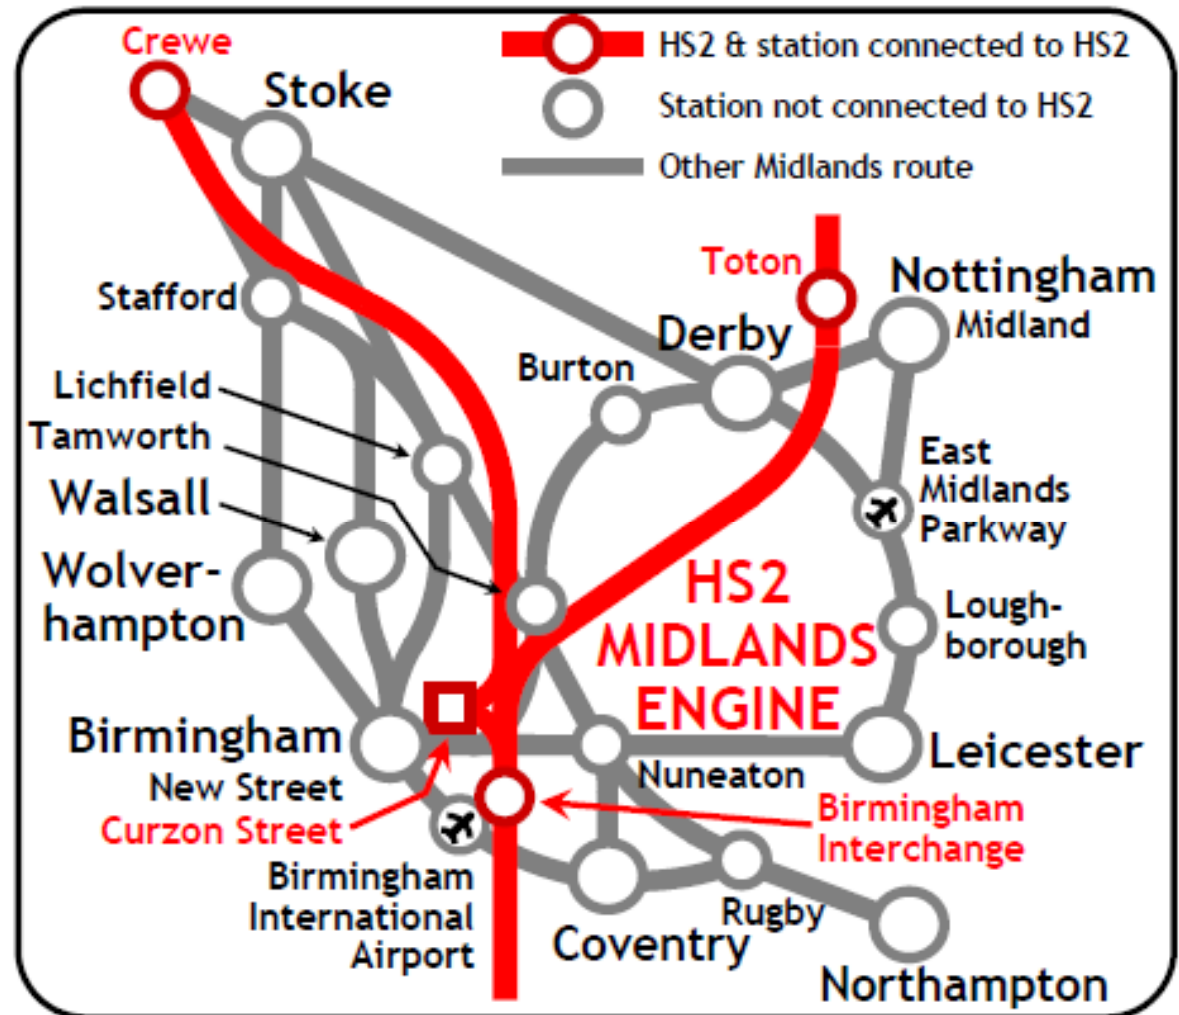 Crewe
HS2 & station connected to HS2
Stoke
Station not connected to HS2
Other Midlands route
Toton
Nottingham
Midland
Stafford
Derby
Burton
Lichfield
Tamworth
East
Midlands
Parkway
Walsall
Wolver-
hampton
HS2
MIDLANDS
ENGINE
Lough-
borough
Birmingham
New Street
Curzon Street
Leicester
Nuneaton
Birmingham
Interchange
Birmingham
International
Airport
Rugby
Coventry
Northampton